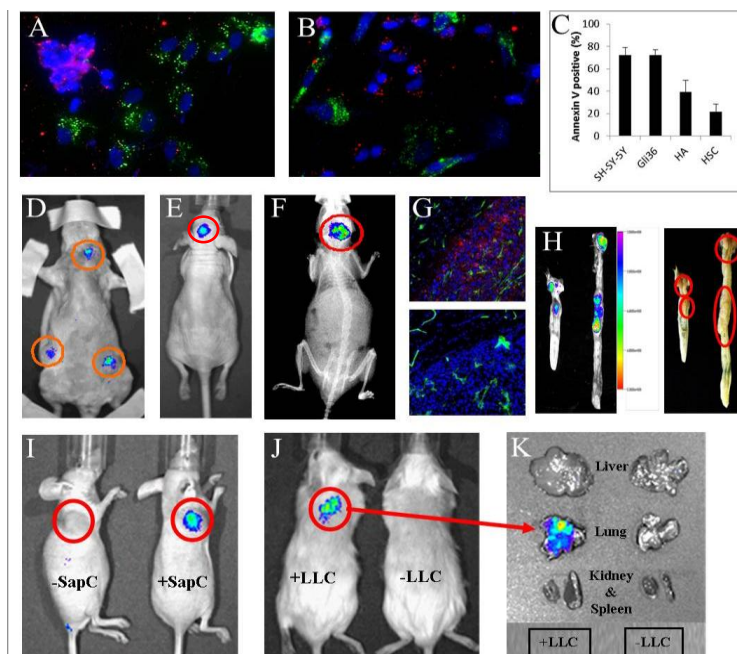 A
B
C
Annexin V positive (%)
100
80
60
40
20
0
SH-SY-5Y
Gli36
HA
HSC
D
E
F
G
H
I
-SapC
+SapC
J
+LLC
-LLC
K
Liver
Lung
Kidney
&
Spleen
+LLC
-LLC